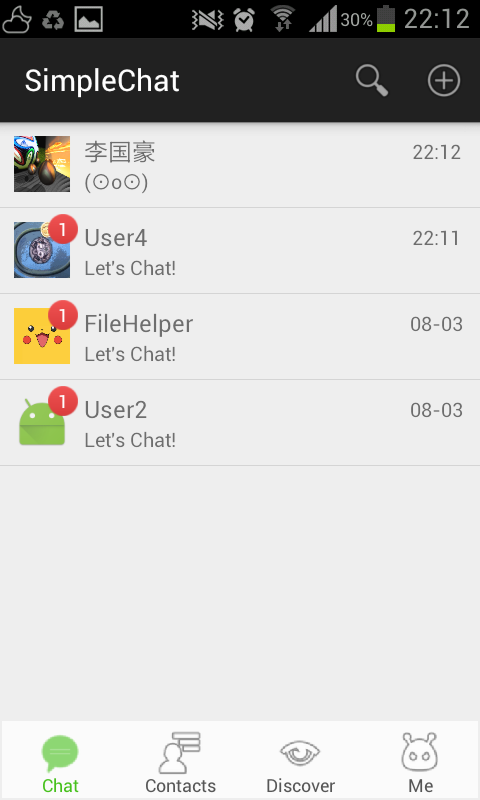 30% 22:12
SimpleChat
李国豪 22:12
(⊙o⊙)
1 User4 22:11
Let's Chat!
1 FileHelper 08-03
Let's Chat!
1 User2 08-03
Let's Chat!
Chat Contacts Discover Me